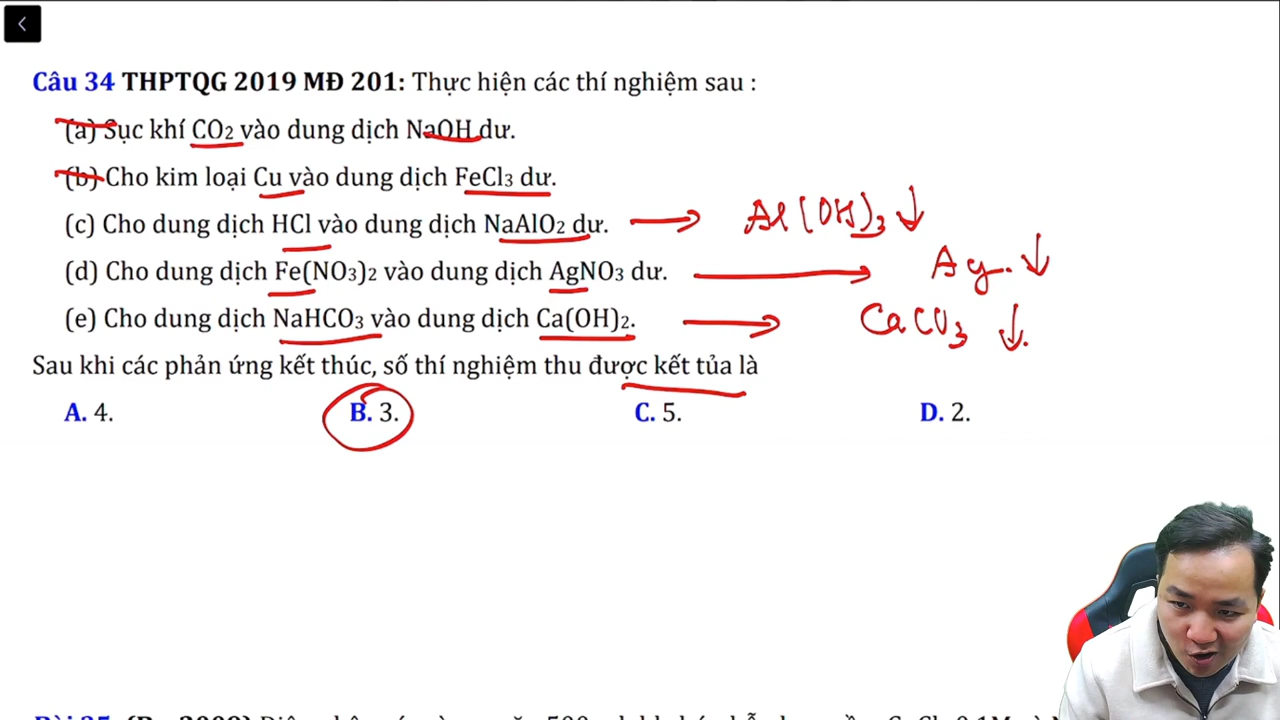 Câu 34 THPTQG 2019 MĐ 201: Thực hiện các thí nghiệm sau :
(a) Sục khí CO₂ vào dung dịch NaOH dư.
(b) Cho kim loại Cu vào dung dịch FeCl₃ dư.
(c) Cho dung dịch HCl vào dung dịch NaAlO₂ dư. → Al(OH)₃↓
(d) Cho dung dịch Fe(NO₃)₂ vào dung dịch AgNO₃ dư. → Ag↓
(e) Cho dung dịch NaHCO₃ vào dung dịch Ca(OH)₂. → CaCO₃↓
Sau khi các phản ứng kết thúc, số thí nghiệm thu được kết tủa là
A. 4. B. 3. C. 5. D. 2.